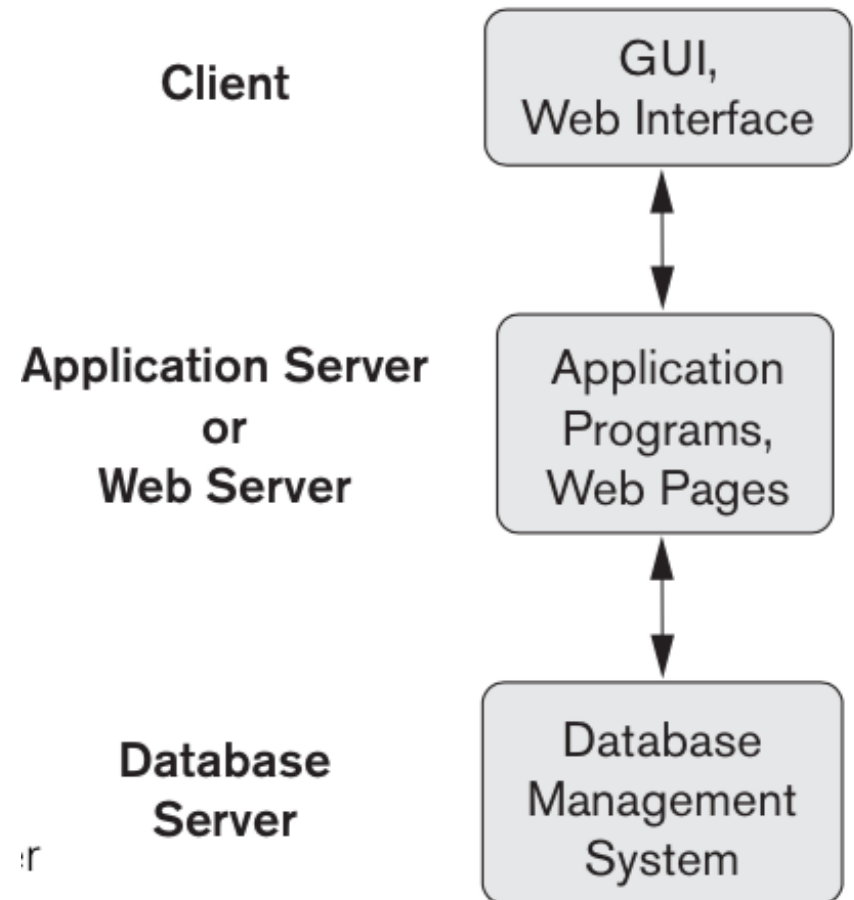 Client
GUI,
Web Interface
Application Server
or
Web Server
Application
Programs,
Web Pages
Database
Server
Database
Management
System